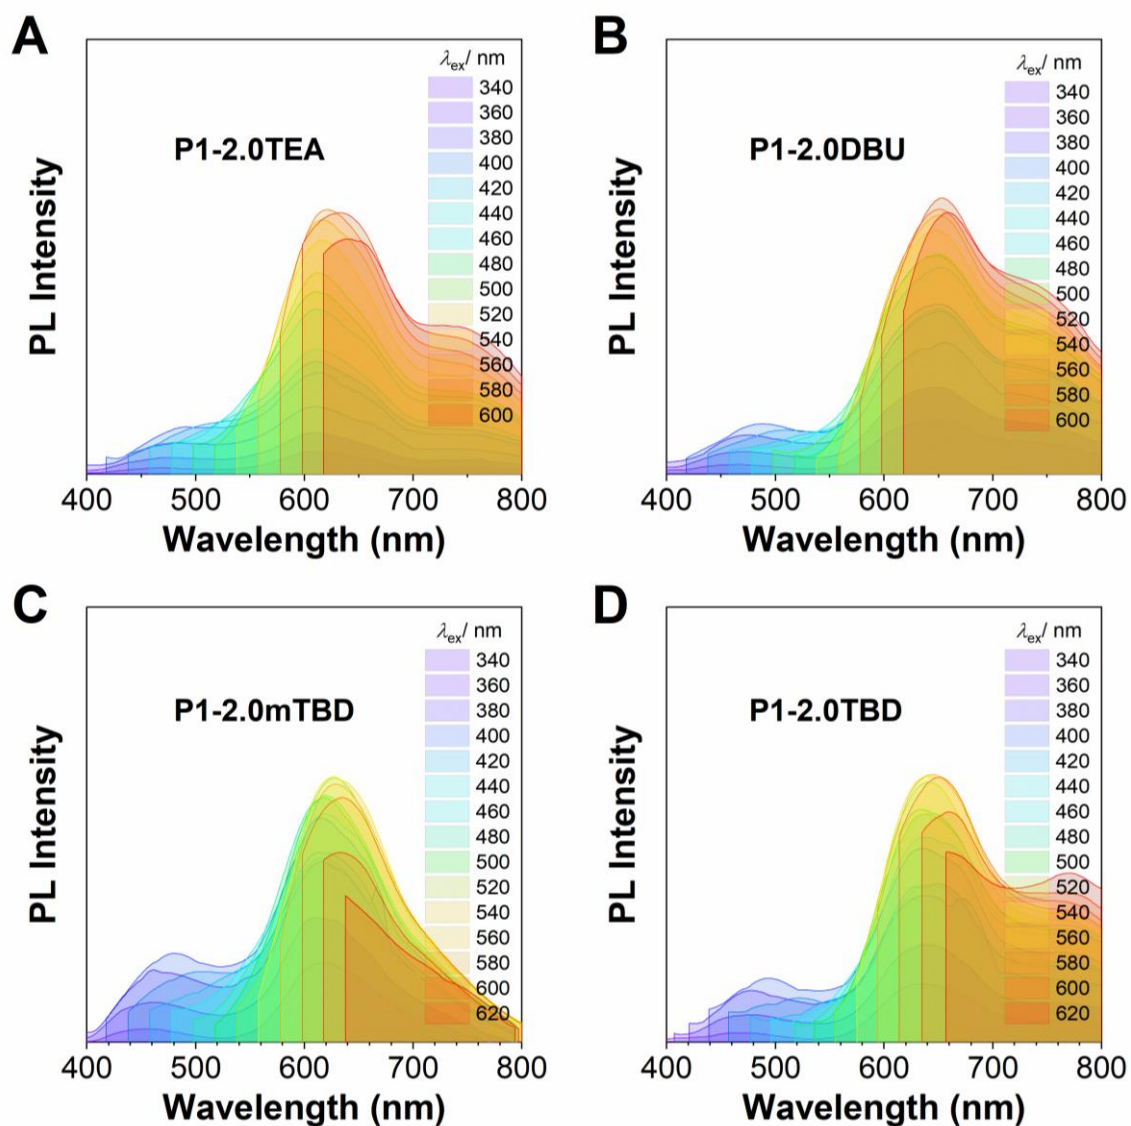 A
PL Intensity
P1-2.0TEA
λex/ nm
340
360
380
400
420
440
460
480
500
520
540
560
580
600
400 500 600 700 800
Wavelength (nm)
B
PL Intensity
P1-2.0DBU
λex/ nm
340
360
380
400
420
440
460
480
500
520
540
560
580
600
400 500 600 700 800
Wavelength (nm)
C
PL Intensity
P1-2.0mTBD
λex/ nm
340
360
380
400
420
440
460
480
500
520
540
560
580
600
620
400 500 600 700 800
Wavelength (nm)
D
PL Intensity
P1-2.0TBD
λex/ nm
340
360
380
400
420
440
460
480
500
520
540
560
580
600
620
400 500 600 700 800
Wavelength (nm)